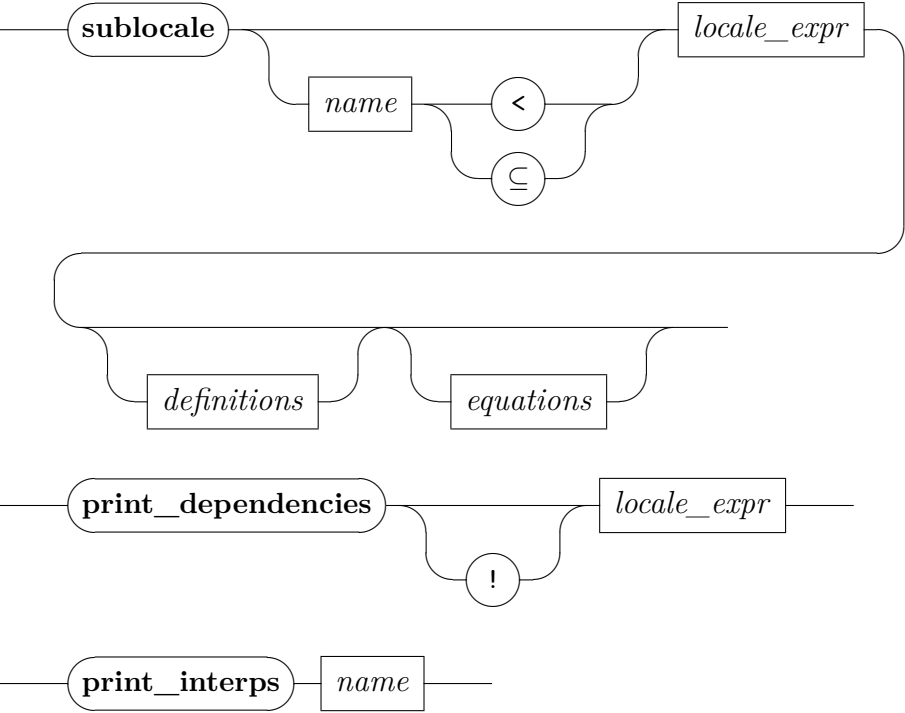 sublocale locale_expr
name <
⊆
definitions equations
print_dependencies locale_expr
!
print_interps name